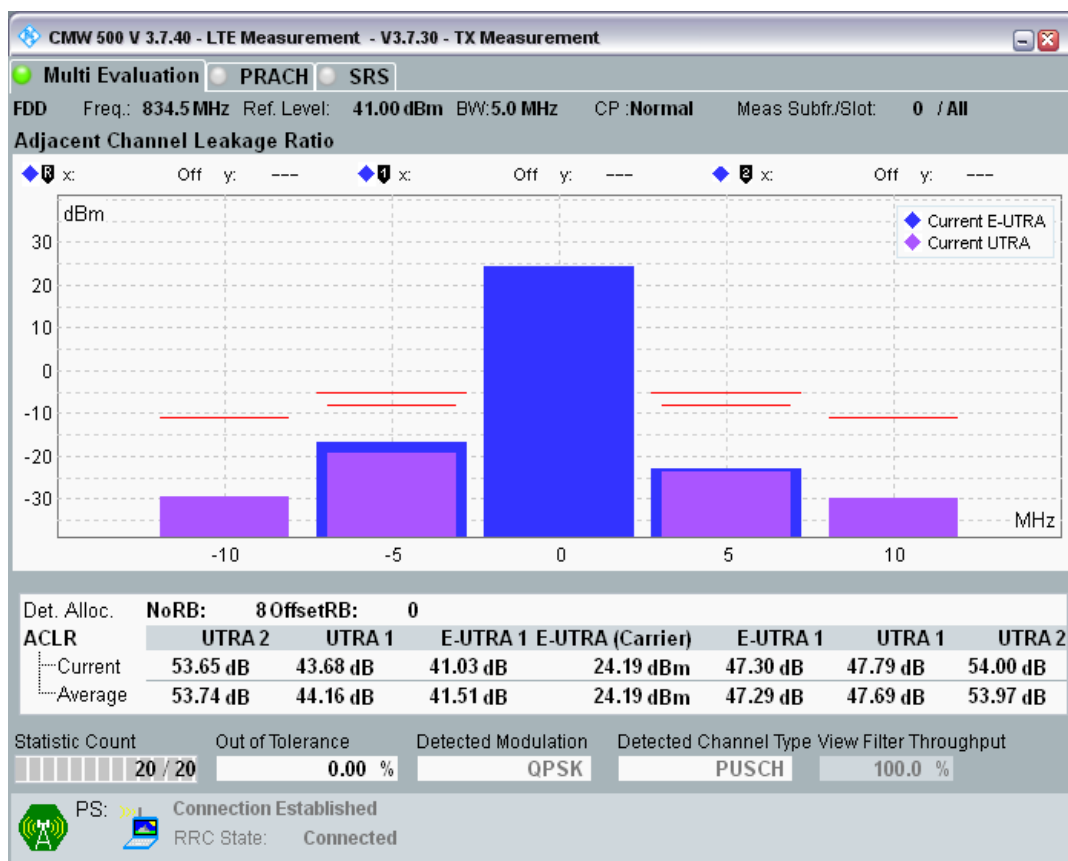 CMW 500 V 3.7.40 - LTE Measurement - V3.7.30 - TX Measurement
Multi Evaluation PRACH SRS
FDD Freq.: 834.5 MHz Ref. Level: 41.00 dBm BW:5.0 MHz CP :Normal Meas Subfr./Slot: 0 / All
Adjacent Channel Leakage Ratio
R x: Off y: --- 1 x: Off y: --- 2 x: Off y: ---
dBm
Current E-UTRA
Current UTRA
30
20
10
0
-10
-20
-30
MHz
-10 -5 0 5 10
Det. Alloc. NoRB: 8 OffsetRB: 0
ACLR UTRA 2 UTRA 1 E-UTRA 1 E-UTRA (Carrier) E-UTRA 1 UTRA 1 UTRA 2
Current 53.65 dB 43.68 dB 41.03 dB 24.19 dBm 47.30 dB 47.79 dB 54.00 dB
Average 53.74 dB 44.16 dB 41.51 dB 24.19 dBm 47.29 dB 47.69 dB 53.97 dB
Statistic Count Out of Tolerance Detected Modulation Detected Channel Type View Filter Throughput
20 / 20 0.00 % QPSK PUSCH 100.0 %
PS: Connection Established
RRC State: Connected